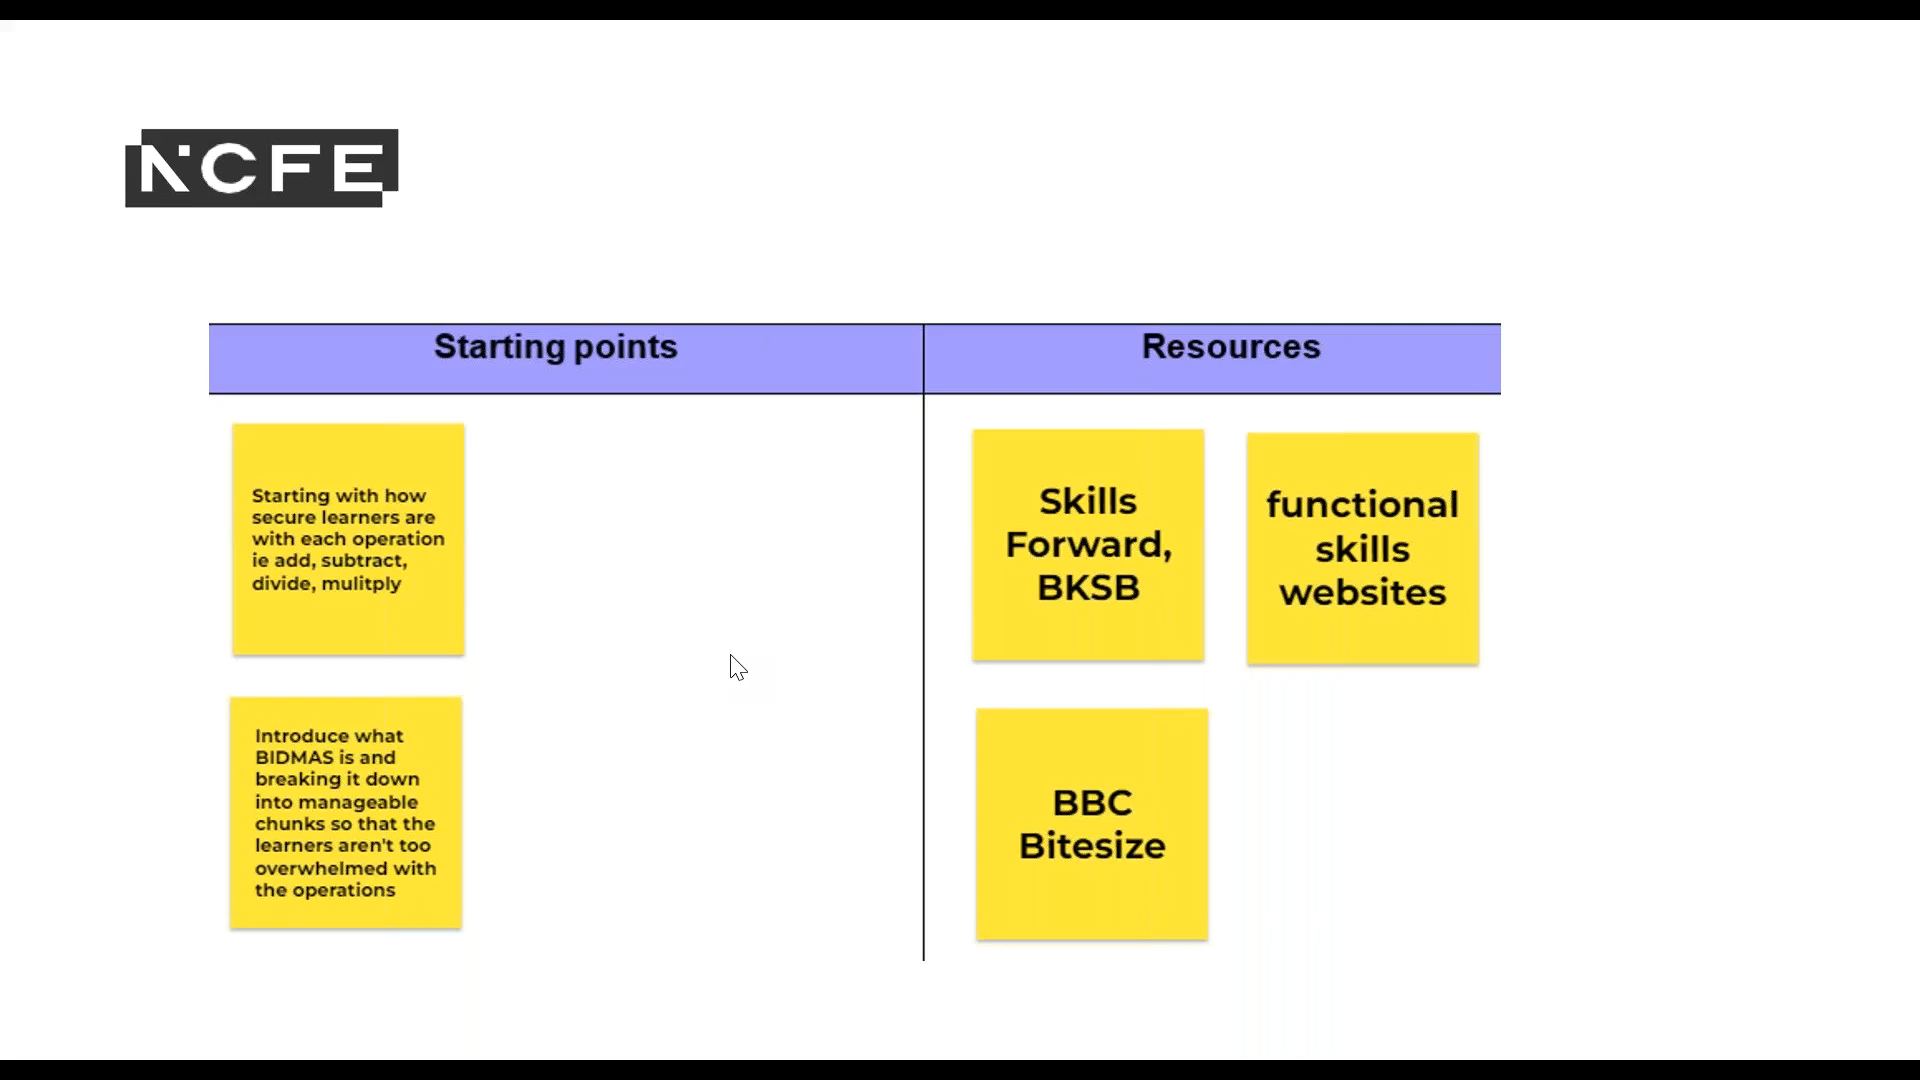 NCFE
Starting points
Resources
Starting with how
secure learners are
with each operation
ie add, subtract,
divide, mulitply
Skills
Forward,
BKSB
functional
skills
websites
Introduce what
BIDMAS is and
breaking it down
into manageable
chunks so that the
learners aren't too
overwhelmed with
the operations
BBC
Bitesize